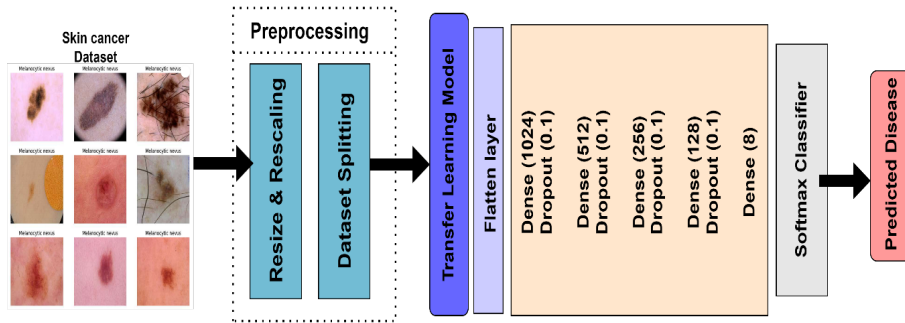 Skin cancer
Dataset
Melanocytic nevus
Melanocytic nevus
Melanocytic nevus
Melanocytic nevus
Melanocytic nevus
Melanocytic nevus
Melanocytic nevus
Melanocytic nevus
Melanocytic nevus
Preprocessing
Resize & Rescaling
Dataset Splitting
Transfer Learning Model
Flatten layer
Dense (1024)
Dropout (0.1)
Dense (512)
Dropout (0.1)
Dense (256)
Dropout (0.1)
Dense (128)
Dropout (0.1)
Dense (8)
Softmax Classifier
Predicted Disease